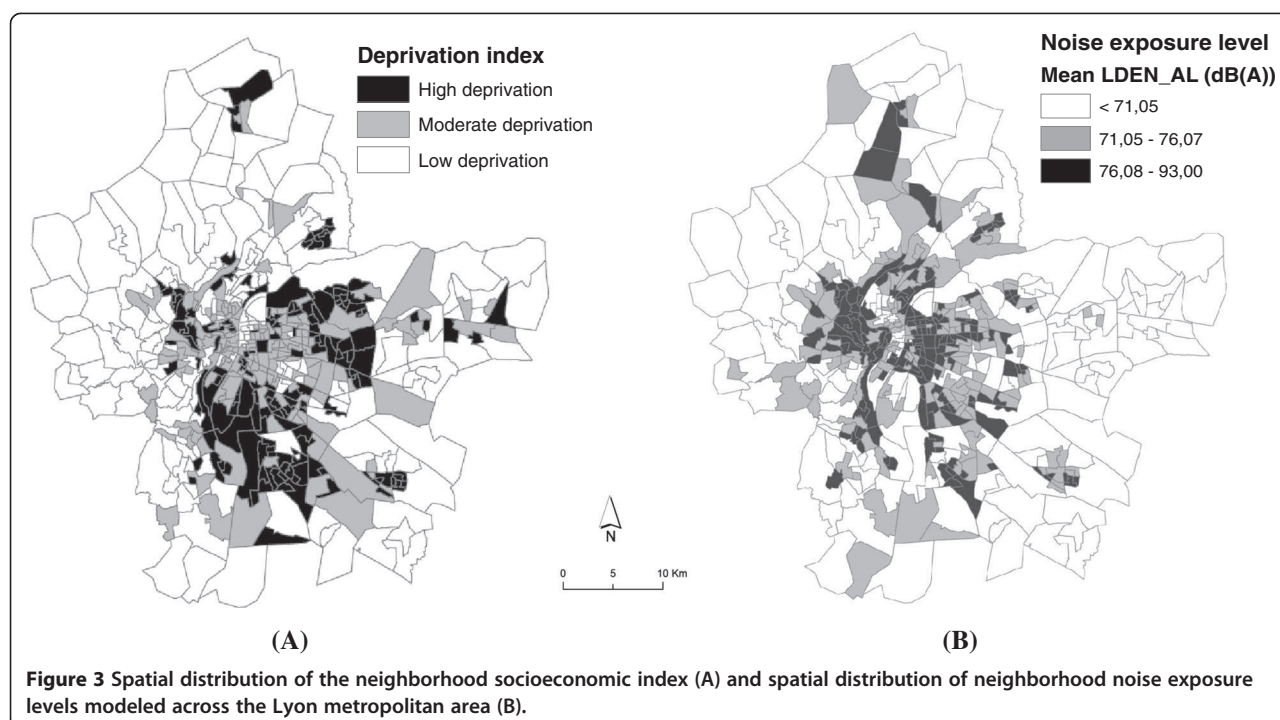 Deprivation index
High deprivation
Moderate deprivation
Low deprivation
Noise exposure level
Mean LDEN_AL (dB(A))
< 71,05
71,05 - 76,07
76,08 - 93,00
N
0 5 10 Km
(A)
(B)
Figure 3 Spatial distribution of the neighborhood socioeconomic index (A) and spatial distribution of neighborhood noise exposure
levels modeled across the Lyon metropolitan area (B).